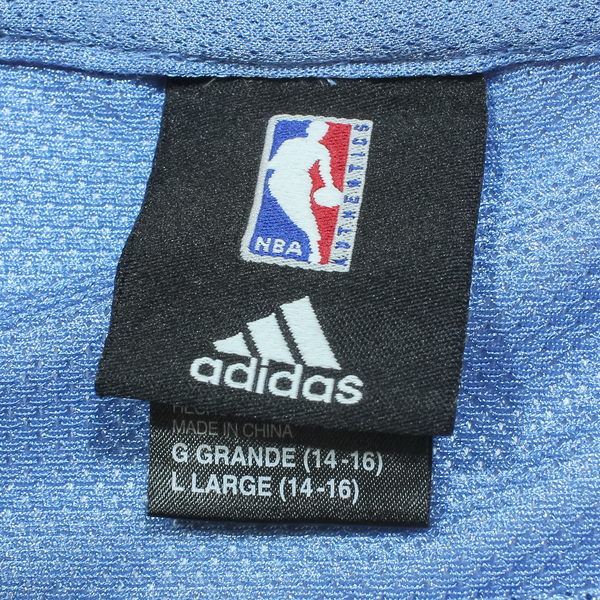 NBA
AUTHENTICS
adidas
MADE IN CHINA
G GRANDE (14-16)
L LARGE (14-16)